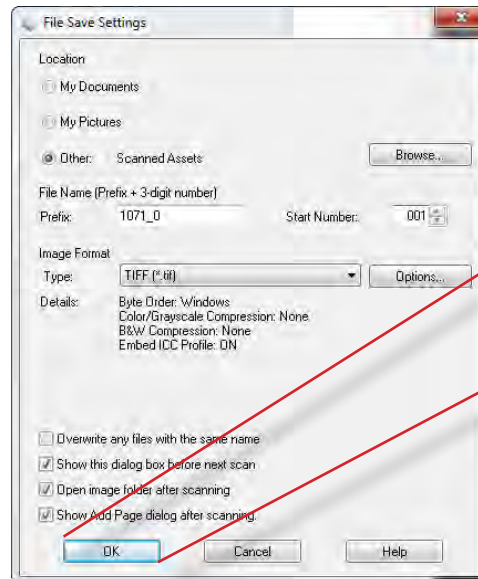 File Save Settings
Location
My Documents
My Pictures
Other: Scanned Assets Browse...
File Name (Prefix + 3-digit number)
Prefix: 1071_0 Start Number: 001
Image Format
Type: TIFF (*.tif) Options...
Details: Byte Order: Windows
Color/Grayscale Compression: None
B&W Compression: None
Embed ICC Profile: ON
Overwrite any files with the same name
Show this dialog box before next scan
Open image folder after scanning
Show Add Page dialog after scanning.
OK Cancel Help